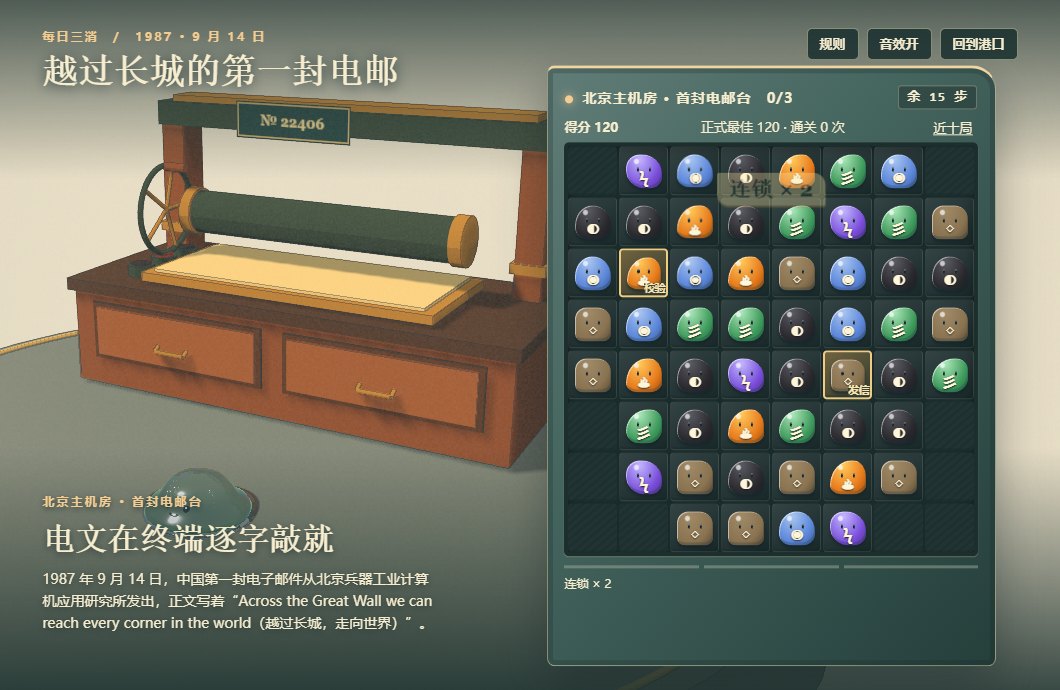 每日三消 / 1987・9 月 14 日
越过长城的第一封电邮
规则
音效开
回到港口
№ 22406
北京主机房・首封电邮台 0/3
余 15 步
得分 120
正式最佳 120 · 通关 0 次
近十局
连锁 × 2
校验
发信
连锁 × 2
北京主机房・首封电邮台
电文在终端逐字敲就
1987 年 9 月 14 日，中国第一封电子邮件从北京兵器工业计算
机应用研究所发出，正文写着“Across the Great Wall we can
reach every corner in the world（越过长城，走向世界）”。